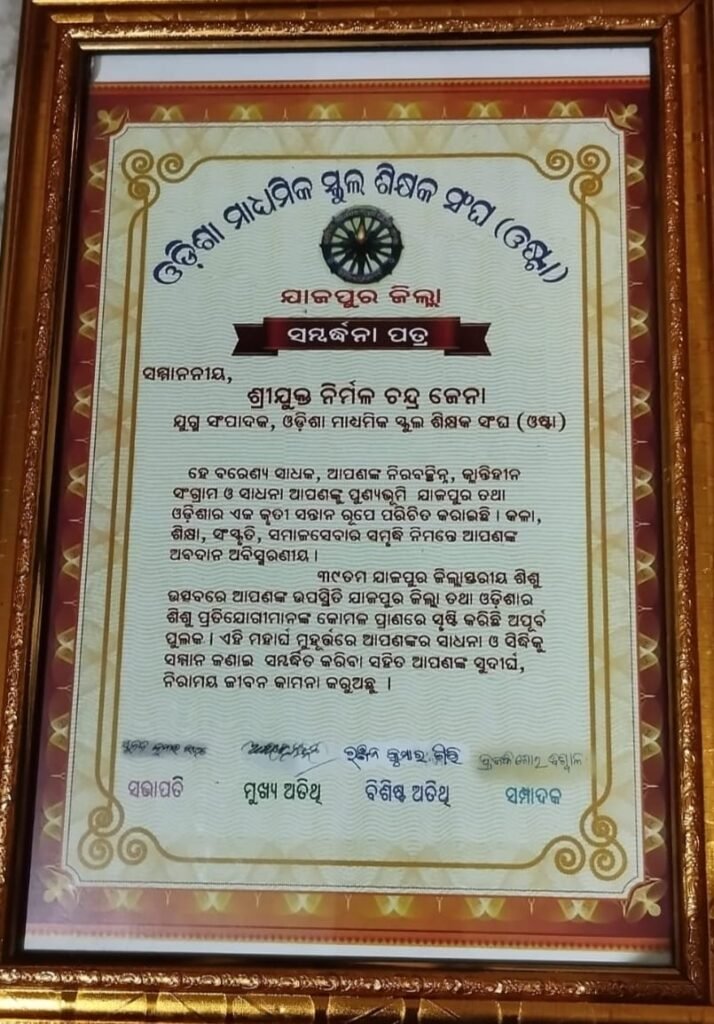 ଓଡ଼ିଶା ମାଧ୍ୟମିକ ସ୍କୁଲ ଶିକ୍ଷକ ସଂଘ (ଓଷ୍ଟା)
ଯାଜପୁର ଜିଲ୍ଲା
ସମ୍ବର୍ଦ୍ଧନା ପତ୍ର
ସମ୍ମାନନୀୟ,
ଶ୍ରୀଯୁକ୍ତ ନିର୍ମଳ ଚନ୍ଦ୍ର ଜେନା
ଯୁଗ୍ମ ସଂପାଦକ, ଓଡ଼ିଶା ମାଧ୍ୟମିକ ସ୍କୁଲ ଶିକ୍ଷକ ସଂଘ (ଓଷ୍ଟା)
ହେ ବରେଣ୍ୟ ସାଧକ, ଆପଣଙ୍କ ନିରବଚ୍ଛିନ୍ନ, କ୍ଳାନ୍ତିହୀନ
ସଂଗ୍ରାମ ଓ ସାଧନା ଆପଣଙ୍କୁ ପୁଣ୍ୟଭୂମି ଯାଜପୁର ତଥା
ଓଡ଼ିଶାର ଏକ କୃତୀ ସନ୍ତାନ ରୂପେ ପରିଚିତ କରାଇଛି । କଳା,
ଶିକ୍ଷା, ସଂସ୍କୃତି, ସମାଜସେବାର ସମୃଦ୍ଧି ନିମନ୍ତେ ଆପଣଙ୍କ
ଅବଦାନ ଅବିସ୍ମରଣୀୟ ।
୩୯ତମ ଯାଜପୁର ଜିଲ୍ଲାସ୍ତରୀୟ ଶିଶୁ
ଉତ୍ସବରେ ଆପଣଙ୍କ ଉପସ୍ଥିତି ଯାଜପୁର ଜିଲ୍ଲା ତଥା ଓଡ଼ିଶାର
ଶିଶୁ ପ୍ରତିଯୋଗୀମାନଙ୍କ କୋମଳ ପ୍ରାଣରେ ସୃଷ୍ଟି କରିଛି ଅପୂର୍ବ
ପୁଲକ । ଏହି ମହାର୍ଘ ମୁହୂର୍ତ୍ତରେ ଆପଣଙ୍କର ସାଧନା ଓ ସିଦ୍ଧିକୁ
ସମ୍ମାନ ଜଣାଇ ସମ୍ବର୍ଦ୍ଧିତ କରିବା ସହିତ ଆପଣଙ୍କ ସୁଦୀର୍ଘ,
ନିରାମୟ ଜୀବନ କାମନା କରୁଅଛୁ ।
ରଞ୍ଜନ କୁମାର ଗିରି
ସଭାପତି ମୁଖ୍ୟ ଅତିଥି ବିଶିଷ୍ଟ ଅତିଥି ସମ୍ପାଦକ